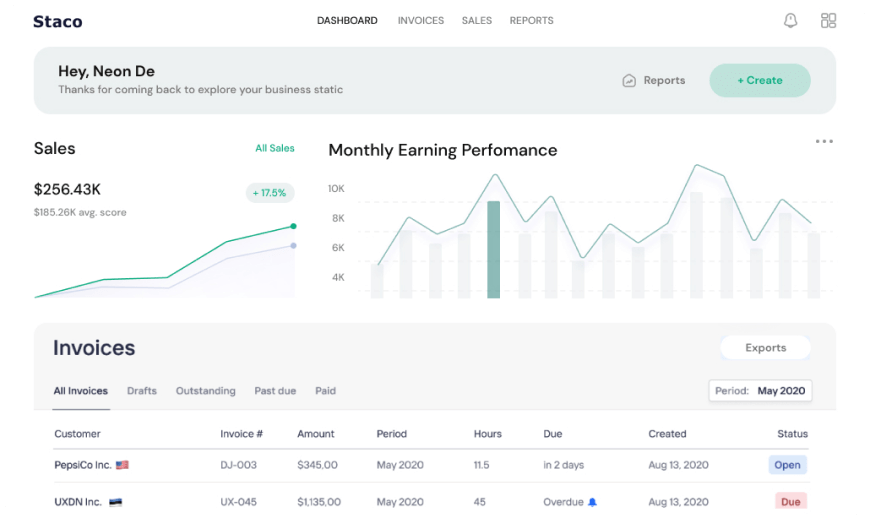 Staco
DASHBOARD INVOICES SALES REPORTS
Hey, Neon De
Thanks for coming back to explore your business static
Reports
+ Create
Sales
All Sales
$256.43K
+ 17.5%
$185.26K avg. score
Monthly Earning Perfomance
10K
8K
6K
4K
Invoices
Exports
All Invoices Drafts Outstanding Past due Paid
Period: May 2020
Customer Invoice # Amount Period Hours Due Created Status
PepsiCo Inc. DJ-003 $345,00 May 2020 11.5 in 2 days Aug 13, 2020 Open
UXDN Inc. UX-045 $1,135,00 May 2020 45 Overdue Aug 13, 2020 Due